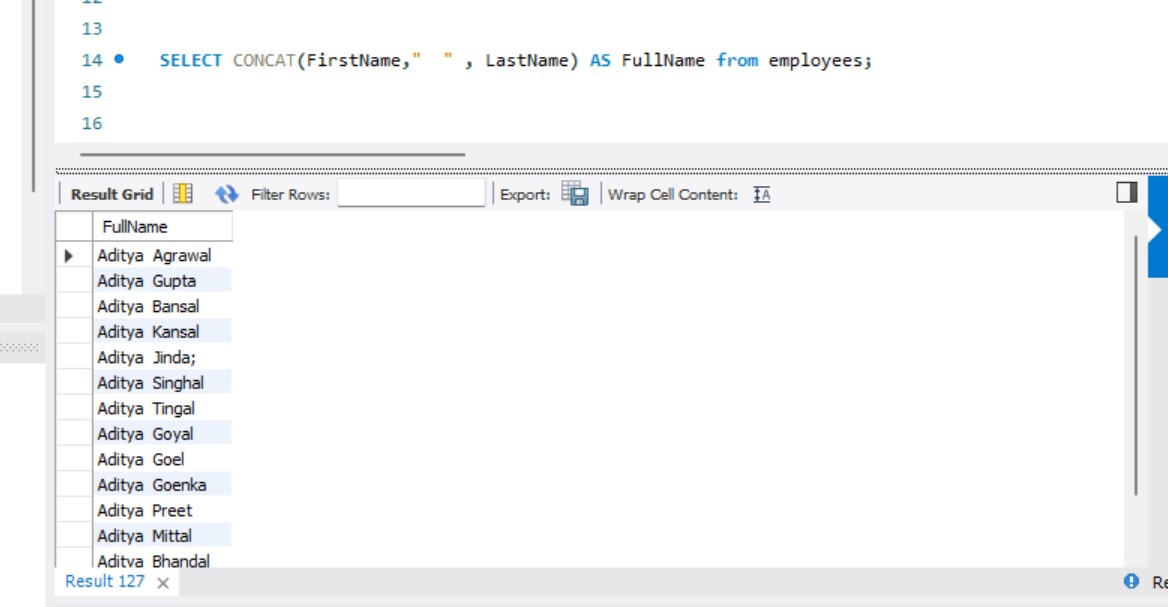 12
13
14 SELECT CONCAT(FirstName,"  " , LastName) AS FullName from employees;
15
16
Result Grid Filter Rows: Export: Wrap Cell Content:
FullName
Aditya  Agrawal
Aditya  Gupta
Aditya  Bansal
Aditya  Kansal
Aditya  Jinda;
Aditya  Singhal
Aditya  Tingal
Aditya  Goyal
Aditya  Goel
Aditya  Goenka
Aditya  Preet
Aditya  Mittal
Aditya  Bhandal
Result 127 Re